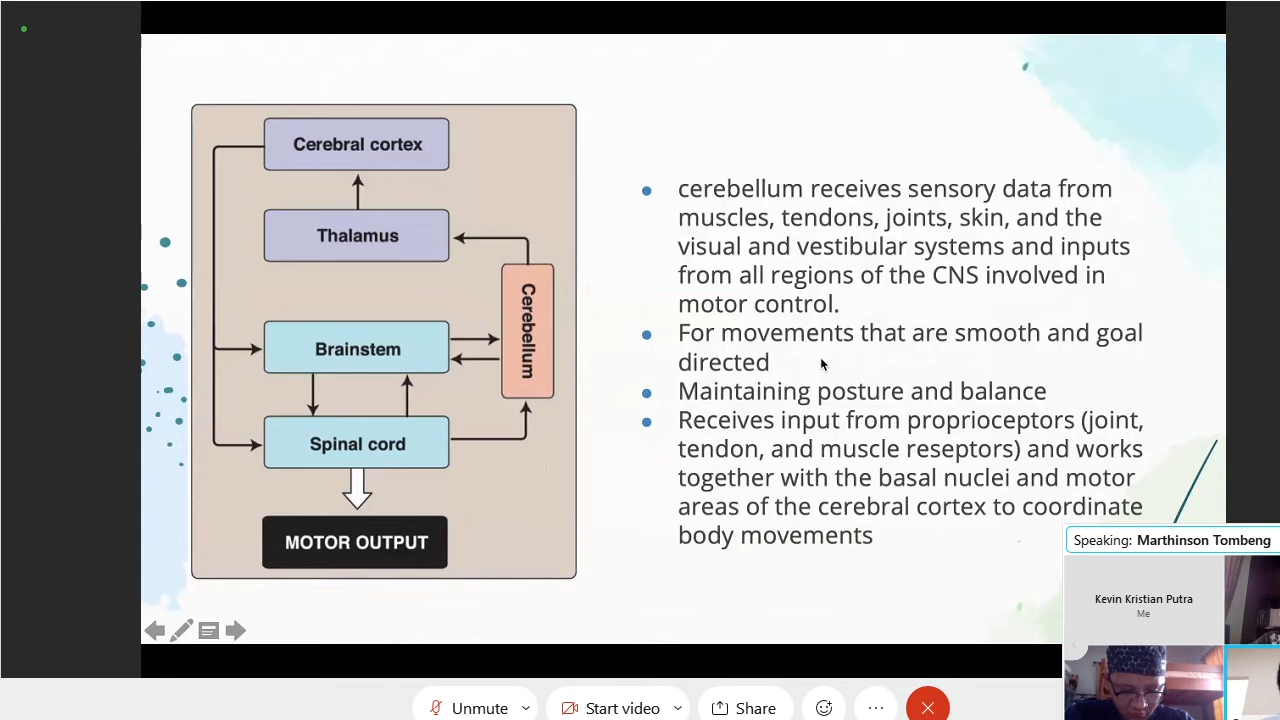 Cerebral cortex
Thalamus
Cerebellum
Brainstem
Spinal cord
MOTOR OUTPUT
cerebellum receives sensory data from
muscles, tendons, joints, skin, and the
visual and vestibular systems and inputs
from all regions of the CNS involved in
motor control.
For movements that are smooth and goal
directed
Maintaining posture and balance
Receives input from proprioceptors (joint,
tendon, and muscle reseptors) and works
together with the basal nuclei and motor
areas of the cerebral cortex to coordinate
body movements
Speaking: Marthinson Tombeng
Kevin Kristian Putra
Me
Unmute
Start video
Share